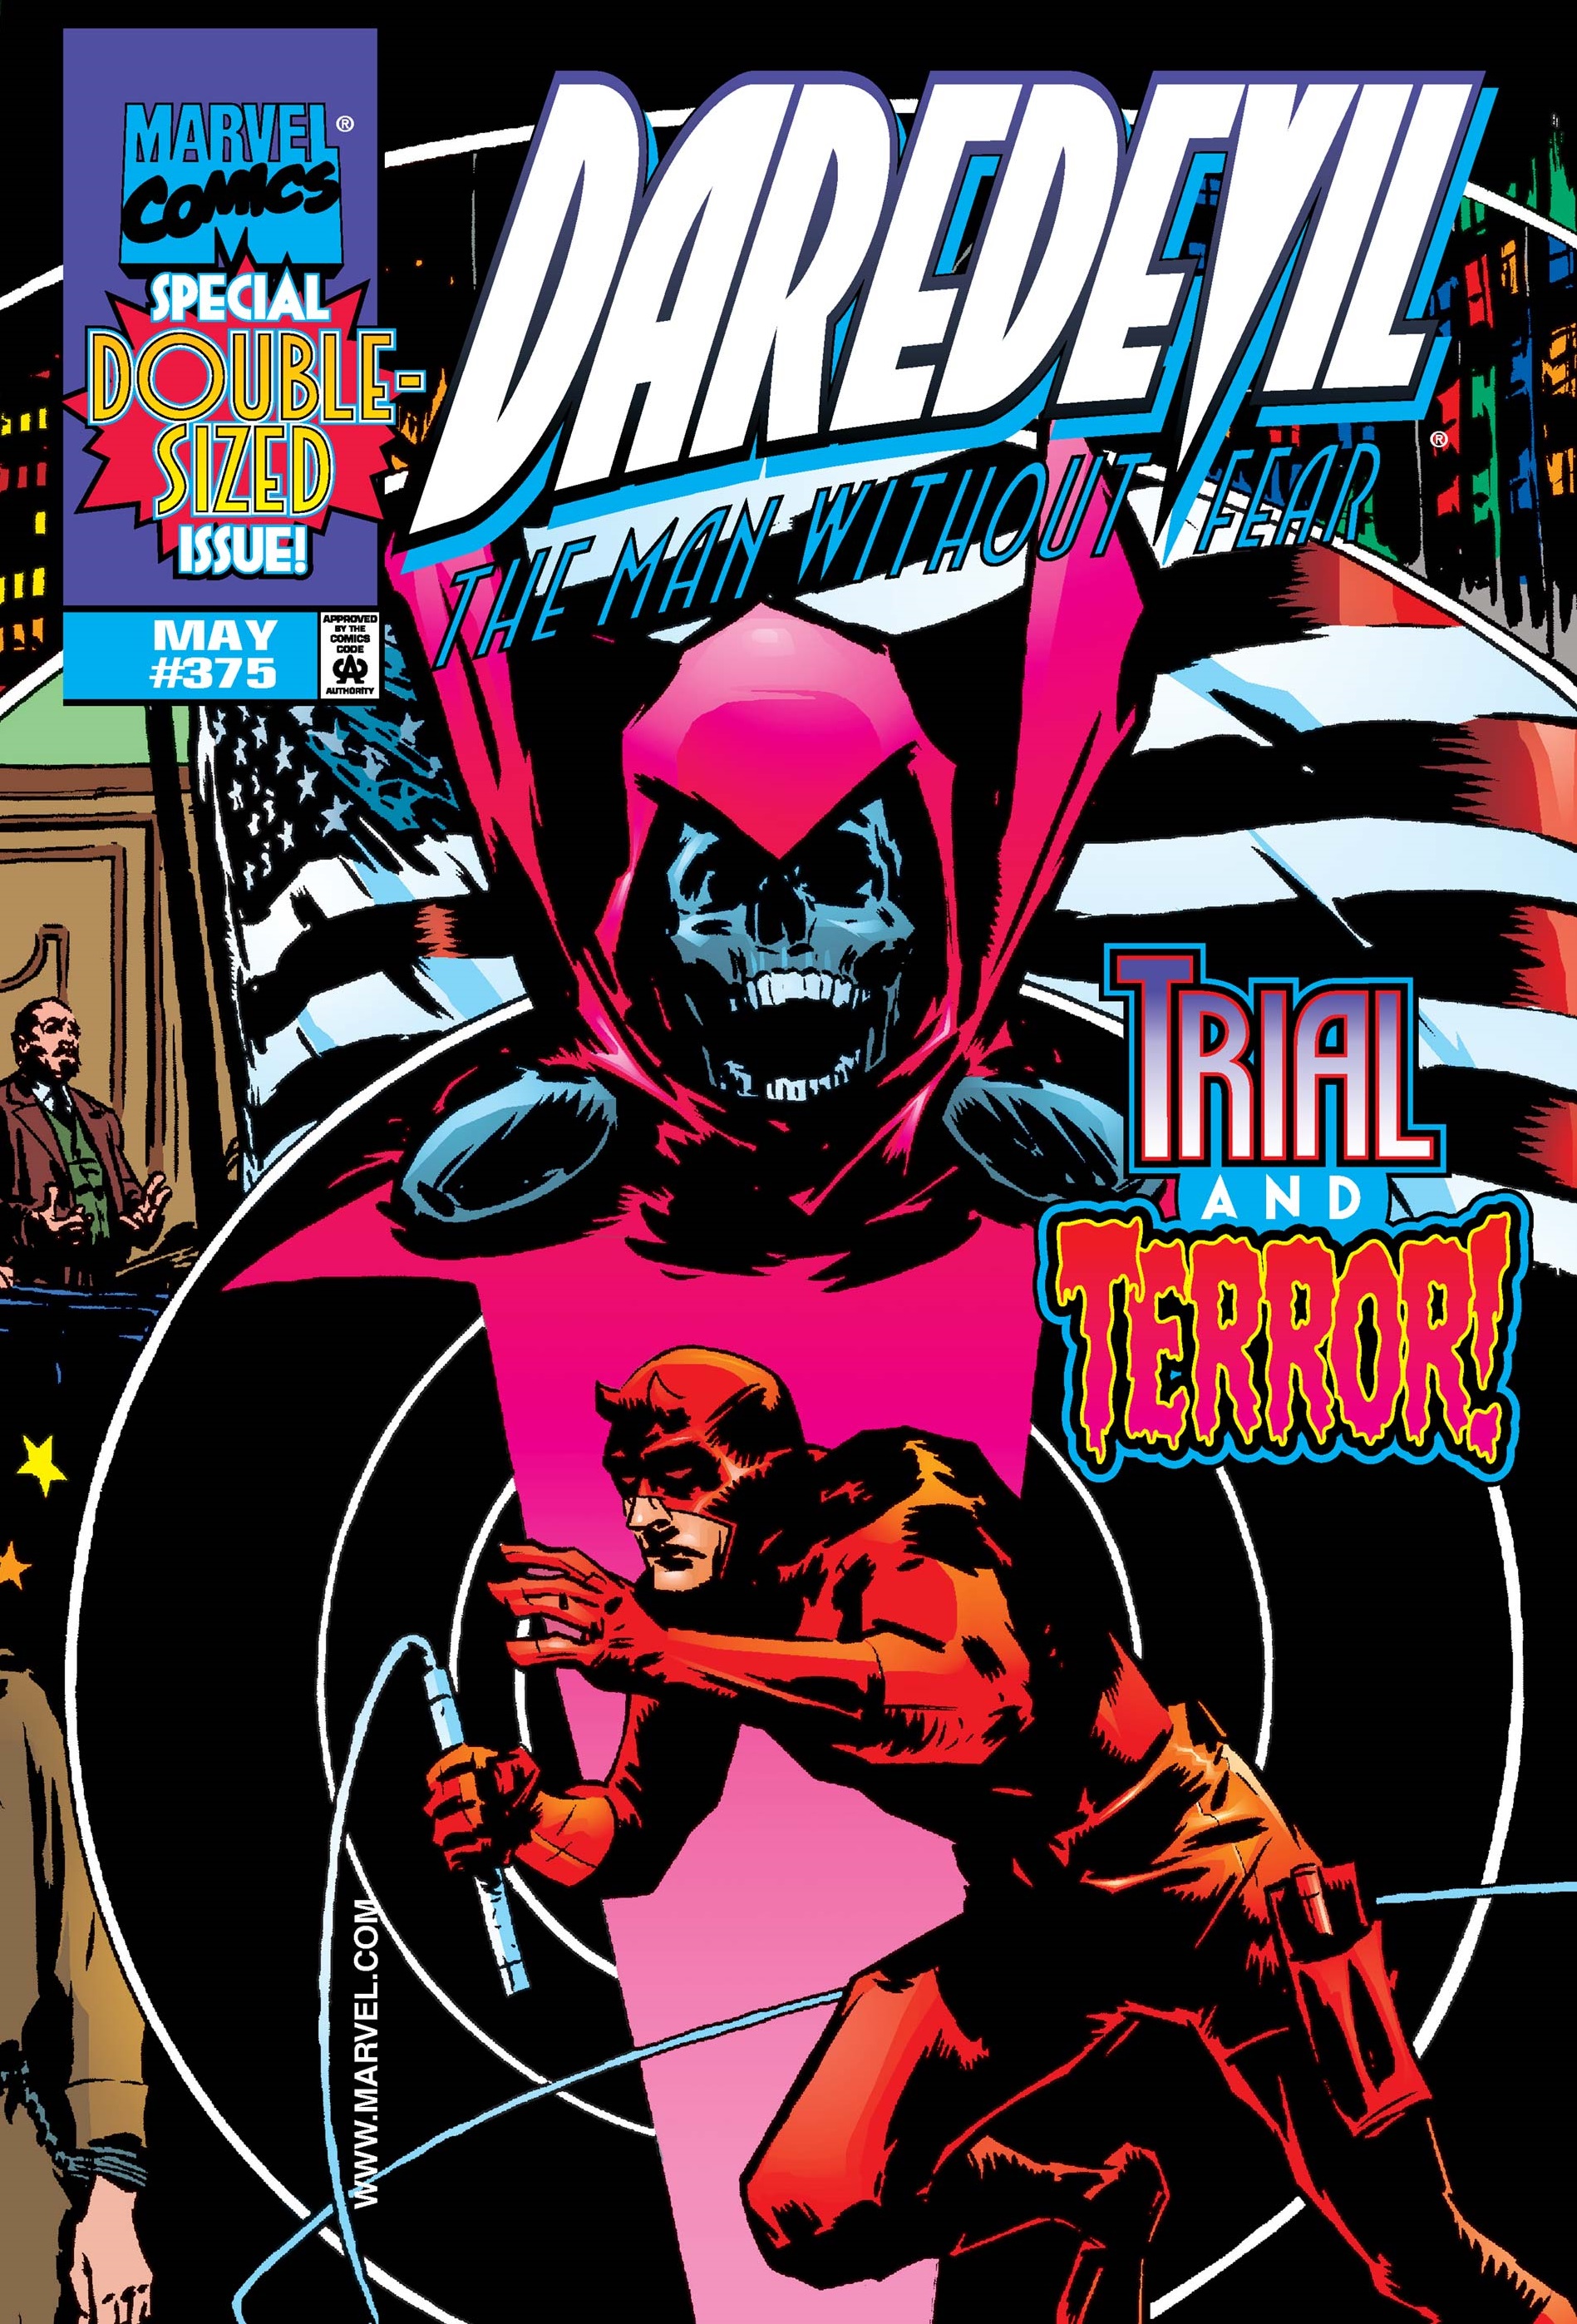 MARVEL®
COMICS
SPECIAL
DOUBLE-
SIZED
ISSUE!
MAY
#375
APPROVED
BY THE
COMICS
CODE
CA
AUTHORITY
DAREDEVIL®
THE MAN WITHOUT FEAR
TRIAL
AND
TERROR!
WWW.MARVEL.COM